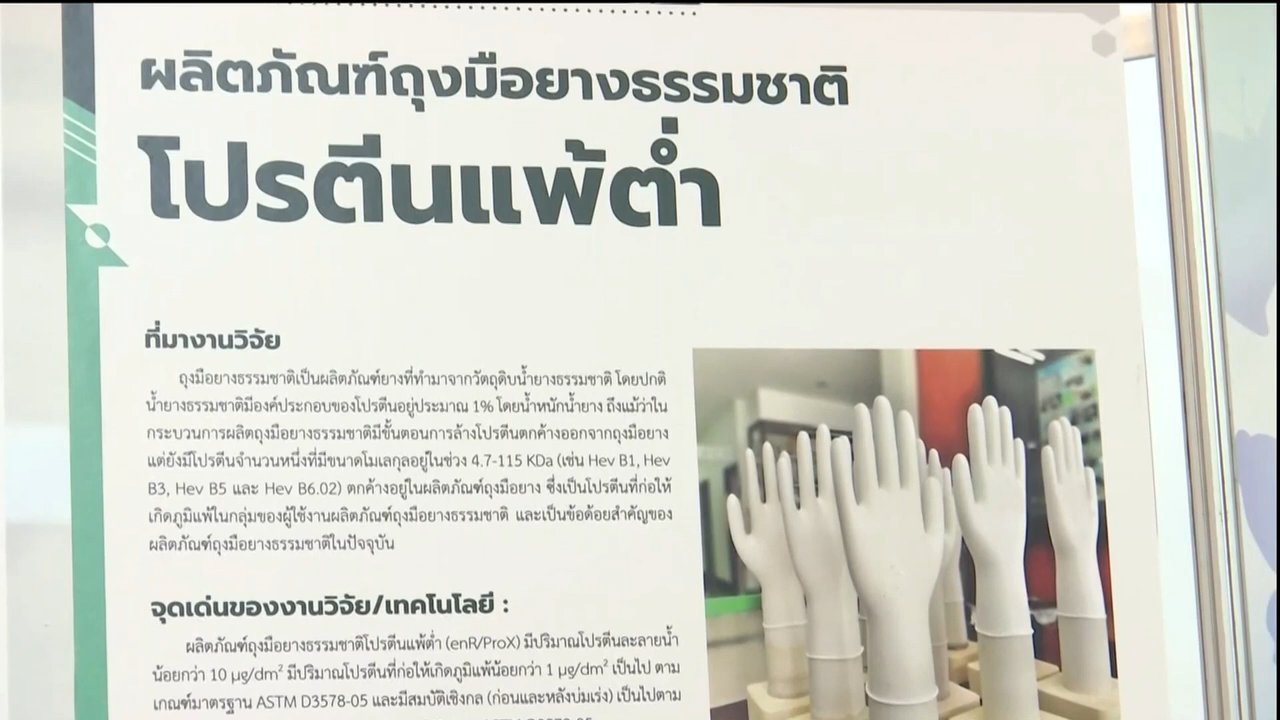 ผลิตภัณฑ์ถุงมือยางธรรมชาติ
โปรตีนแพ้ต่ำ
ที่มางานวิจัย
ถุงมือยางธรรมชาติเป็นผลิตภัณฑ์ยางที่ทำมาจากวัตถุดิบน้ำยางธรรมชาติ โดยปกติ
น้ำยางธรรมชาติมีองค์ประกอบของโปรตีนอยู่ประมาณ 1% โดยน้ำหนักน้ำยาง ถึงแม้ว่าใน
กระบวนการผลิตถุงมือยางธรรมชาติมีขั้นตอนการล้างโปรตีนตกค้างออกจากถุงมือยาง
แต่ยังมีโปรตีนจำนวนหนึ่งที่มีขนาดโมเลกุลอยู่ในช่วง 4.7-115 KDa (เช่น Hev B1, Hev
B3, Hev B5 และ Hev B6.02) ตกค้างอยู่ในผลิตภัณฑ์ถุงมือยาง ซึ่งเป็นโปรตีนที่ก่อให้
เกิดภูมิแพ้ในกลุ่มของผู้ใช้งานผลิตภัณฑ์ถุงมือยางธรรมชาติ และเป็นข้อด้อยสำคัญของ
ผลิตภัณฑ์ถุงมือยางธรรมชาติในปัจจุบัน
จุดเด่นของงานวิจัย/เทคโนโลยี :
ผลิตภัณฑ์ถุงมือยางธรรมชาติโปรตีนแพ้ต่ำ (enR/ProX) มีปริมาณโปรตีนละลายน้ำ
น้อยกว่า 10 µg/dm² มีปริมาณโปรตีนที่ก่อให้เกิดภูมิแพ้น้อยกว่า 1 µg/dm² เป็นไป ตาม
เกณฑ์มาตรฐาน ASTM D3578-05 และมีสมบัติเชิงกล (ก่อนและหลังบ่มเร่ง) เป็นไปตาม